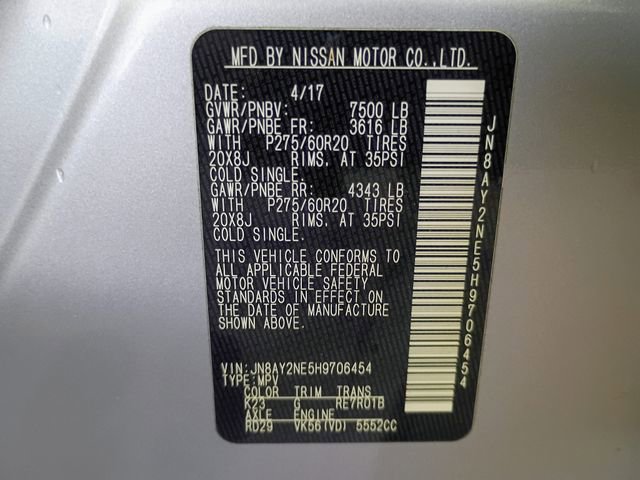 MFD BY NISSAN MOTOR CO.,LTD.
DATE: 4/17
GVWR/PNBV: 7500 LB
GAWR/PNBE FR: 3616 LB
WITH P275/60R20 TIRES
20X8J RIMS, AT 35PSI
COLD SINGLE.
GAWR/PNBE RR: 4343 LB
WITH P275/60R20 TIRES
20X8J RIMS, AT 35PSI
COLD SINGLE.
THIS VEHICLE CONFORMS TO
ALL APPLICABLE FEDERAL
MOTOR VEHICLE SAFETY
STANDARDS IN EFFECT ON
THE DATE OF MANUFACTURE
SHOWN ABOVE.
VIN:JN8AY2NE5H9706454
TYPE:MPV
COLOR TRIM TRANS
K23 G RE7R01B
AXLE ENGINE
RD29 VK56(VD) 5552CC
JN8AY2NE5H9706454